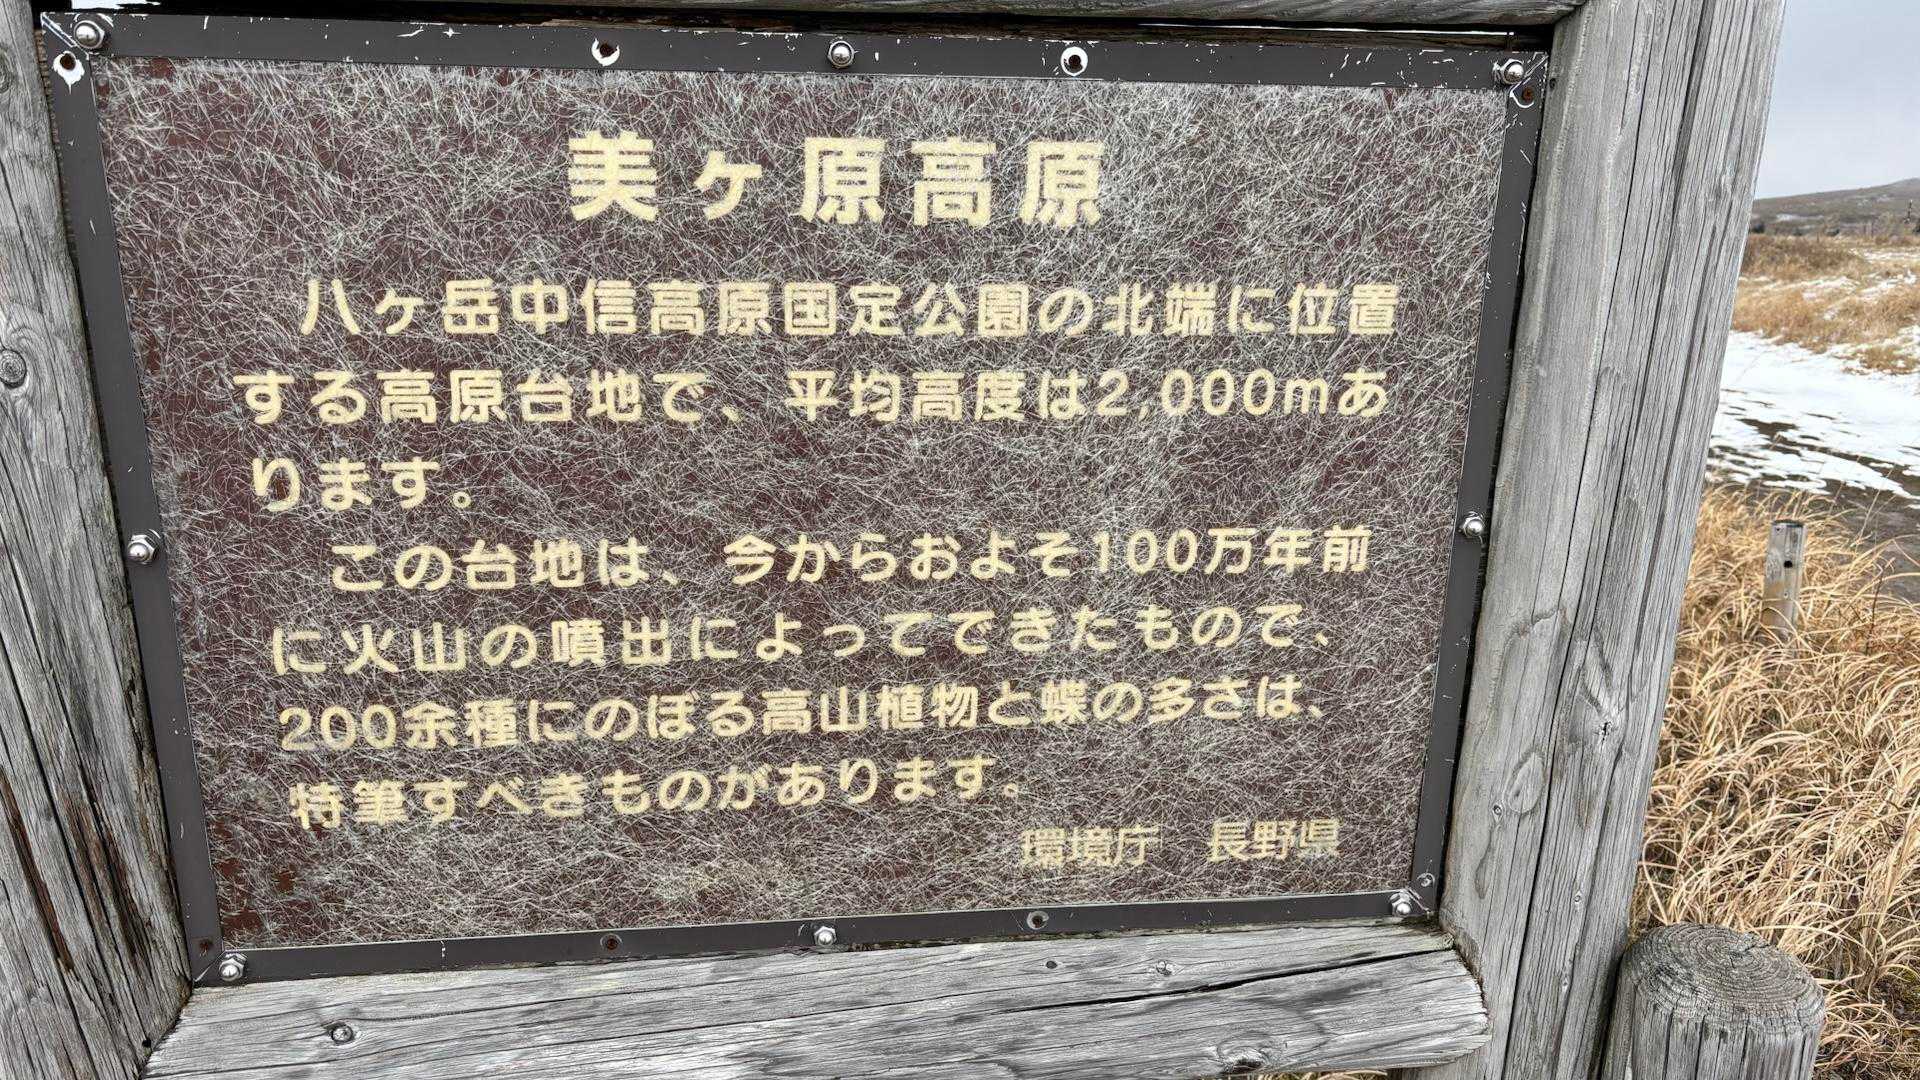 美ヶ原高原
八ヶ岳中信高原国定公園の北端に位置
する高原台地で、平均高度は2,000mあ
ります。
この台地は、今からおよそ100万年前
に火山の噴出によってできたもので、
200余種にのぼる高山植物と蝶の多さは、
特筆すべきものがあります。
環境庁 長野県